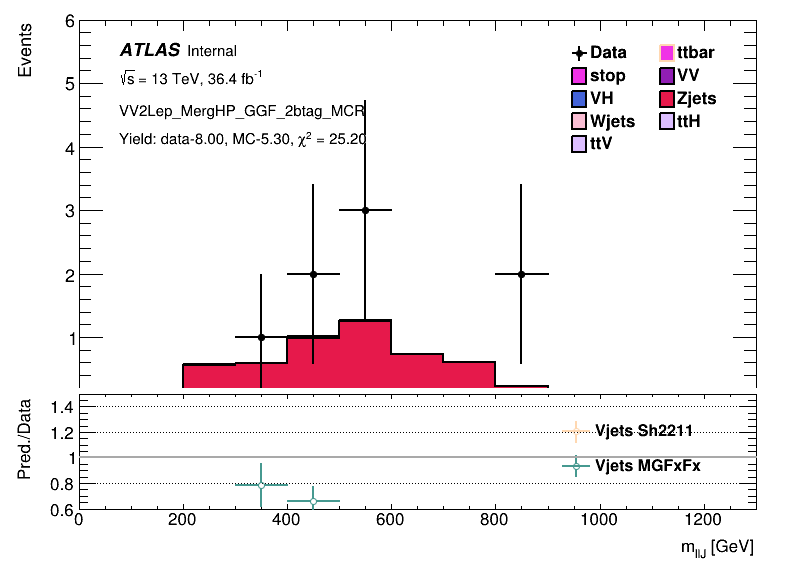 Events
6
5
4
3
2
1
ATLAS Internal
√s = 13 TeV, 36.4 fb⁻¹
VV2Lep_MergHP_GGF_2btag_MCR
Yield: data-8.00, MC-5.30, χ² = 25.20
Data ttbar
stop VV
VH Zjets
Wjets ttH
ttV
Pred./Data
1.4
1.2
1
0.8
0.6
Vjets Sh2211
Vjets MGFxFx
0 200 400 600 800 1000 1200
m_llJ [GeV]